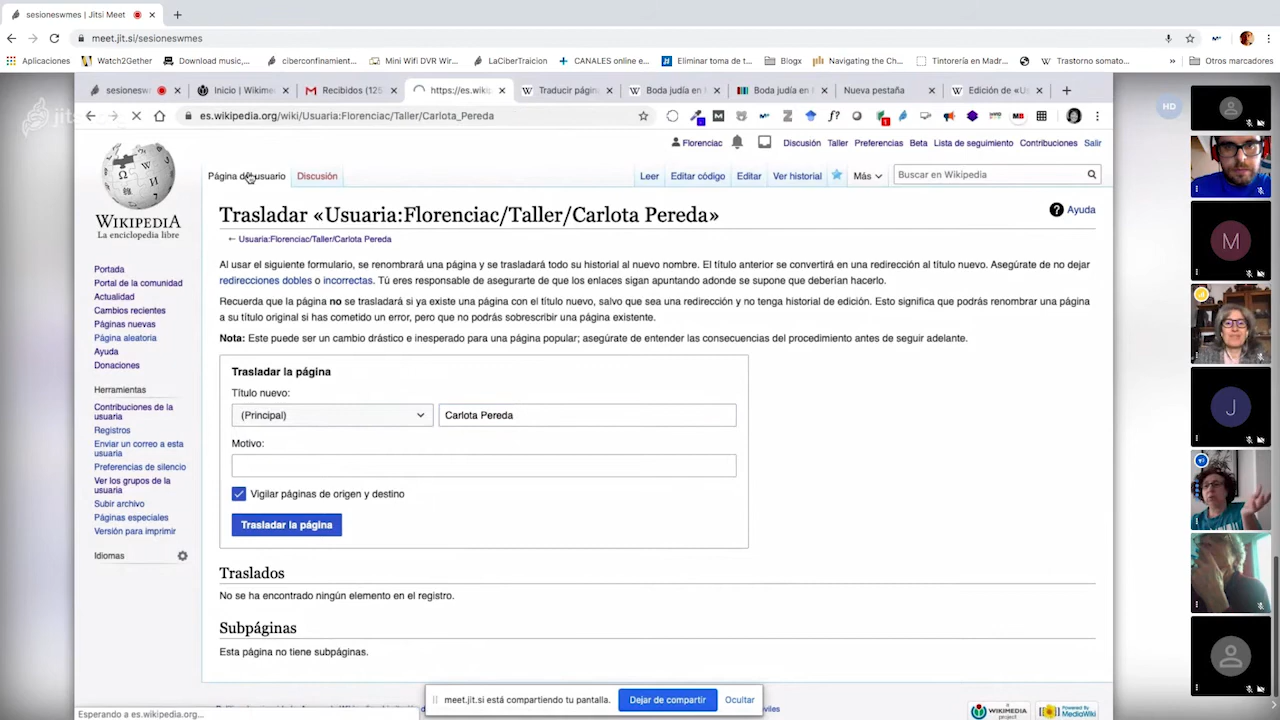 sesioneswmes | Jitsi Meet
meet.jit.si/sesioneswmes
Aplicaciones
Watch2Gether
Download music,...
ciberconfinamient...
Mini Wifi DVR Wir...
LaCiberTraicion
CANALES online e...
Eliminar toma de t...
Blogx
Navigating the Ch...
Tintorería en Madr...
Trastorno somato...
»
Otros marcadores
sesionesw
Inicio | Wikime
Recibidos (125
https://es.wikip
Traducir págin
Boda judía en
Boda judía en
Nueva pestaña
Edición de «Us
es.wikipedia.org/wiki/Usuaria:Florenciac/Taller/Carlota_Pereda
HD
Florenciac
Discusión
Taller
Preferencias
Beta
Lista de seguimiento
Contribuciones
Salir
Página de usuario
Discusión
Leer
Editar código
Editar
Ver historial
Más
Buscar en Wikipedia
WIKIPEDIA
La enciclopedia libre
Trasladar «Usuaria:Florenciac/Taller/Carlota Pereda»
Ayuda
← Usuaria:Florenciac/Taller/Carlota Pereda
Al usar el siguiente formulario, se renombrará una página y se trasladará todo su historial al nuevo nombre. El título anterior se convertirá en una redirección al título nuevo. Asegúrate de no dejar
redirecciones dobles o incorrectas. Tú eres responsable de asegurarte de que los enlaces sigan apuntando adonde se supone que deberían hacerlo.
Recuerda que la página no se trasladará si ya existe una página con el título nuevo, salvo que sea una redirección y no tenga historial de edición. Esto significa que podrás renombrar una página
a su título original si has cometido un error, pero que no podrás sobrescribir una página existente.
Nota: Este puede ser un cambio drástico e inesperado para una página popular; asegúrate de entender las consecuencias del procedimiento antes de seguir adelante.
Portada
Portal de la comunidad
Actualidad
Cambios recientes
Páginas nuevas
Página aleatoria
Ayuda
Donaciones
Herramientas
Contribuciones de la
usuaria
Registros
Enviar un correo a esta
usuaria
Preferencias de silencio
Ver los grupos de la
usuaria
Subir archivo
Páginas especiales
Versión para imprimir
Idiomas
Trasladar la página
Título nuevo:
(Principal)
Carlota Pereda
Motivo:
Vigilar páginas de origen y destino
Trasladar la página
Traslados
No se ha encontrado ningún elemento en el registro.
Subpáginas
Esta página no tiene subpáginas.
meet.jit.si está compartiendo tu pantalla.
Dejar de compartir
Ocultar
Esperando a es.wikipedia.org...
WIKIMEDIA
project
Powered By
MediaWiki
M
J